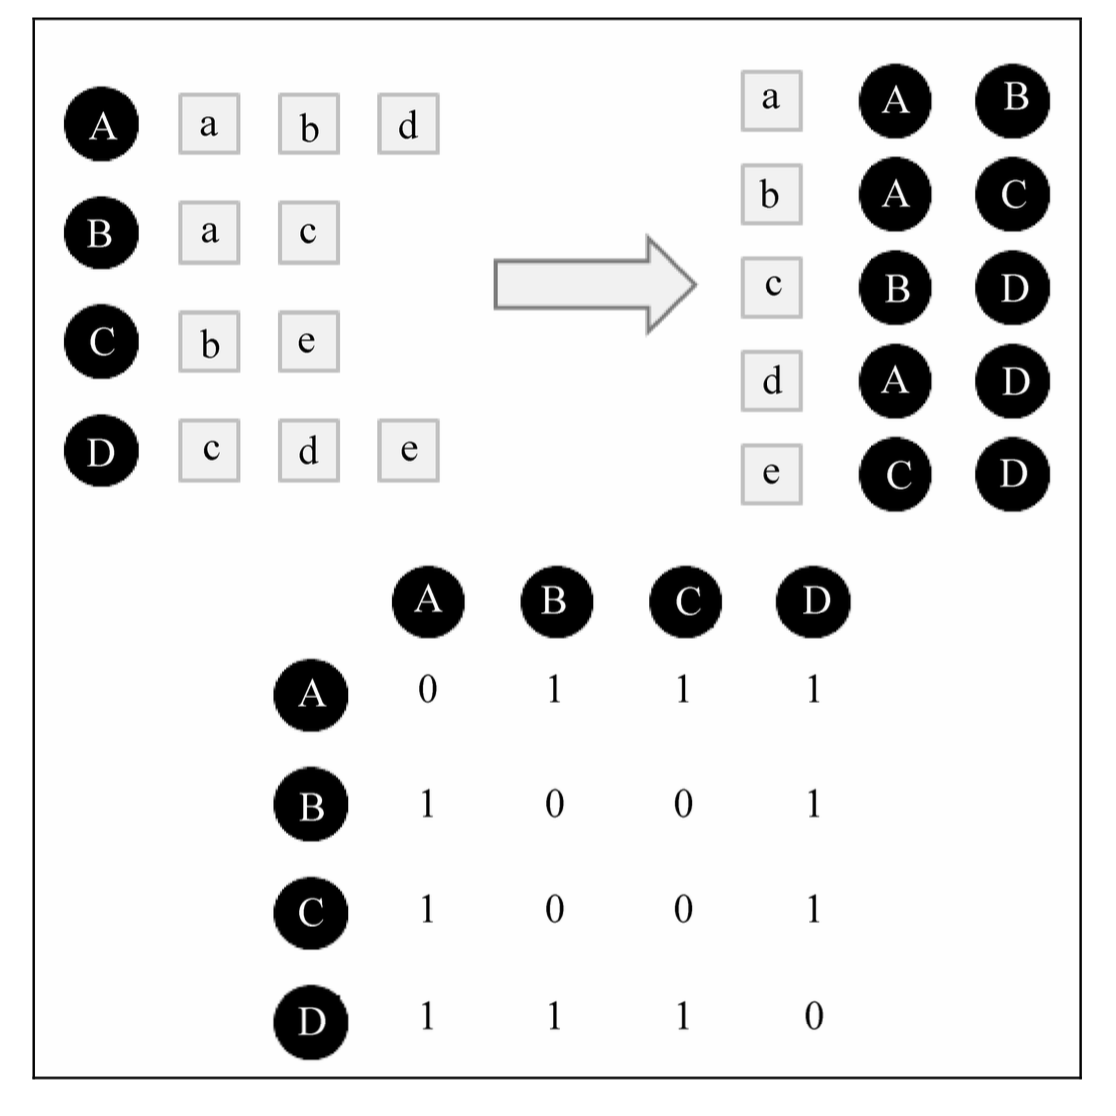 A a b d
B a c
C b e
D c d e
a A B
b A C
c B D
d A D
e C D
A B C D
A 0 1 1 1
B 1 0 0 1
C 1 0 0 1
D 1 1 1 0